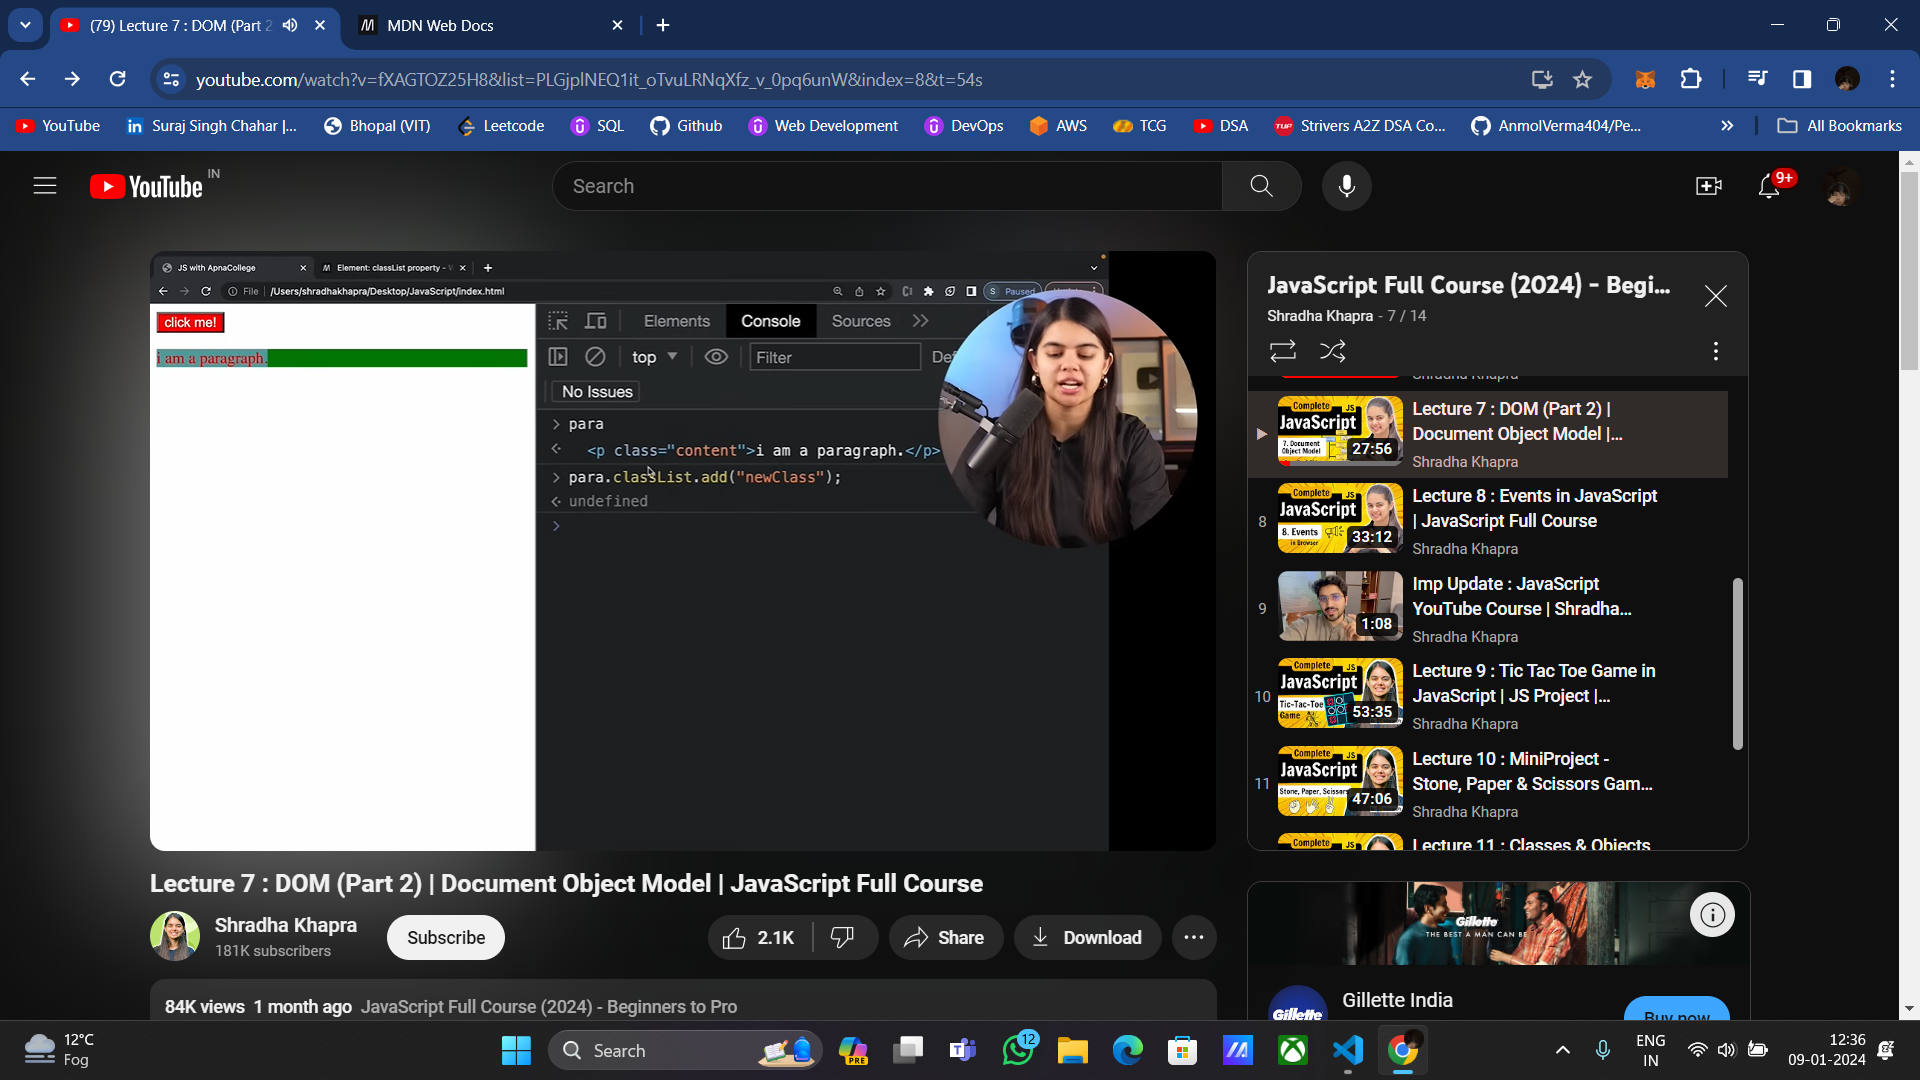 (79) Lecture 7 : DOM (Part 2
MDN Web Docs
youtube.com/watch?v=fXAGTOZ25H8&list=PLGjplNEQ1it_oTvuLRNqXfz_v_0pq6unW&index=8&t=54s
YouTube
Suraj Singh Chahar |...
Bhopal (VIT)
Leetcode
SQL
Github
Web Development
DevOps
AWS
TCG
DSA
Strivers A2Z DSA Co...
AnmolVerma404/Pe...
All Bookmarks
YouTube IN
Search
9+
JS with ApnaCollege
Element: classList property -
File | /Users/shradhakhapra/Desktop/JavaScript/index.html
S Paused
click me!
i am a paragraph.
Elements
Console
Sources
top
Filter
No Issues
para
<p class="content">i am a paragraph.</p>
para.classList.add("newClass");
undefined
JavaScript Full Course (2024) - Begi...
Shradha Khapra - 7 / 14
Shradha Khapra
Complete JS
JavaScript
7. Document
Object Model
27:56
Lecture 7 : DOM (Part 2) |
Document Object Model |...
Shradha Khapra
8
Complete JS
JavaScript
8. Events
in Browser
33:12
Lecture 8 : Events in JavaScript
| JavaScript Full Course
Shradha Khapra
9
1:08
Imp Update : JavaScript
YouTube Course | Shradha...
Shradha Khapra
10
Complete JS
JavaScript
Tic-Tac-Toe
Game
53:35
Lecture 9 : Tic Tac Toe Game in
JavaScript | JS Project |...
Shradha Khapra
11
Complete JS
JavaScript
Stone, Paper, Scissors
47:06
Lecture 10 : MiniProject -
Stone, Paper & Scissors Gam...
Shradha Khapra
Complete JS
Lecture 11 : Classes & Objects
Lecture 7 : DOM (Part 2) | Document Object Model | JavaScript Full Course
Shradha Khapra
181K subscribers
Subscribe
2.1K
Share
Download
84K views 1 month ago JavaScript Full Course (2024) - Beginners to Pro
Gillette
THE BEST A MAN CAN BE
Gillette
Gillette India
Buy now
12°C
Fog
Search
PRE
12
ENG
IN
12:36
09-01-2024